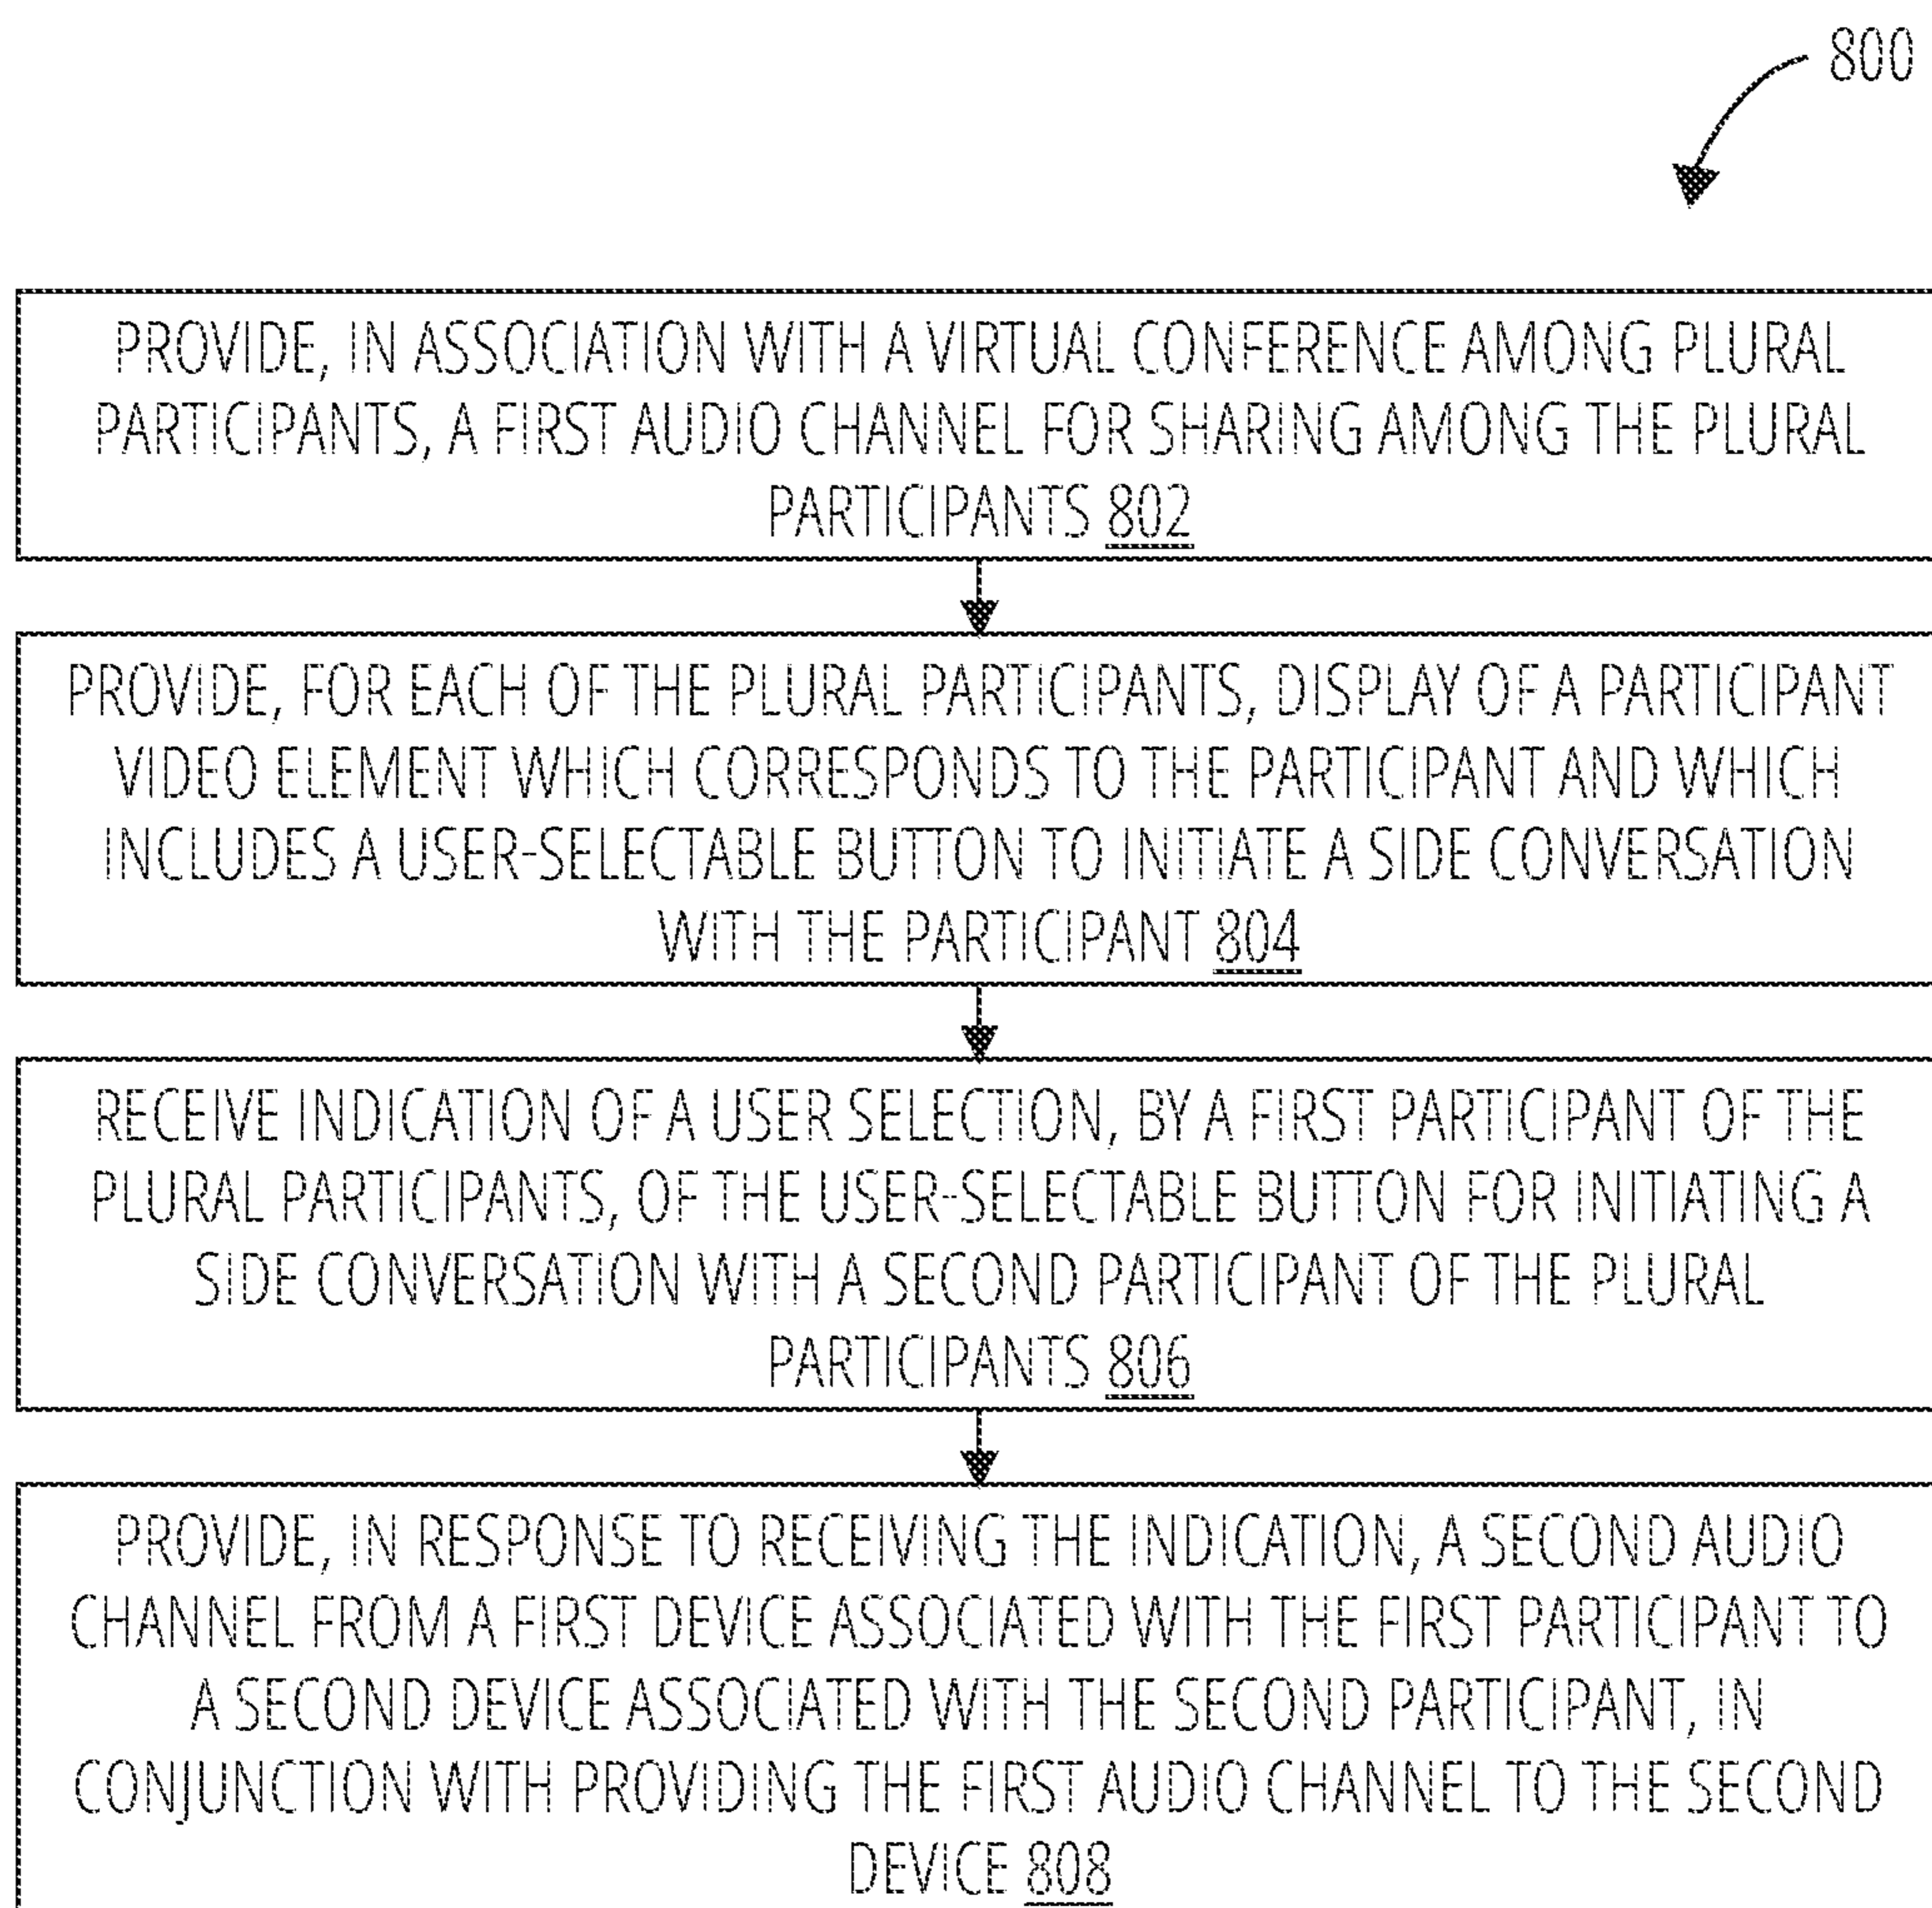 800
PROVIDE, IN ASSOCIATION WITH A VIRTUAL CONFERENCE AMONG PLURAL
PARTICIPANTS, A FIRST AUDIO CHANNEL FOR SHARING AMONG THE PLURAL
PARTICIPANTS 802
PROVIDE, FOR EACH OF THE PLURAL PARTICIPANTS, DISPLAY OF A PARTICIPANT
VIDEO ELEMENT WHICH CORRESPONDS TO THE PARTICIPANT AND WHICH
INCLUDES A USER-SELECTABLE BUTTON TO INITIATE A SIDE CONVERSATION
WITH THE PARTICIPANT 804
RECEIVE INDICATION OF A USER SELECTION, BY A FIRST PARTICIPANT OF THE
PLURAL PARTICIPANTS, OF THE USER-SELECTABLE BUTTON FOR INITIATING A
SIDE CONVERSATION WITH A SECOND PARTICIPANT OF THE PLURAL
PARTICIPANTS 806
PROVIDE, IN RESPONSE TO RECEIVING THE INDICATION, A SECOND AUDIO
CHANNEL FROM A FIRST DEVICE ASSOCIATED WITH THE FIRST PARTICIPANT TO
A SECOND DEVICE ASSOCIATED WITH THE SECOND PARTICIPANT, IN
CONJUNCTION WITH PROVIDING THE FIRST AUDIO CHANNEL TO THE SECOND
DEVICE 808